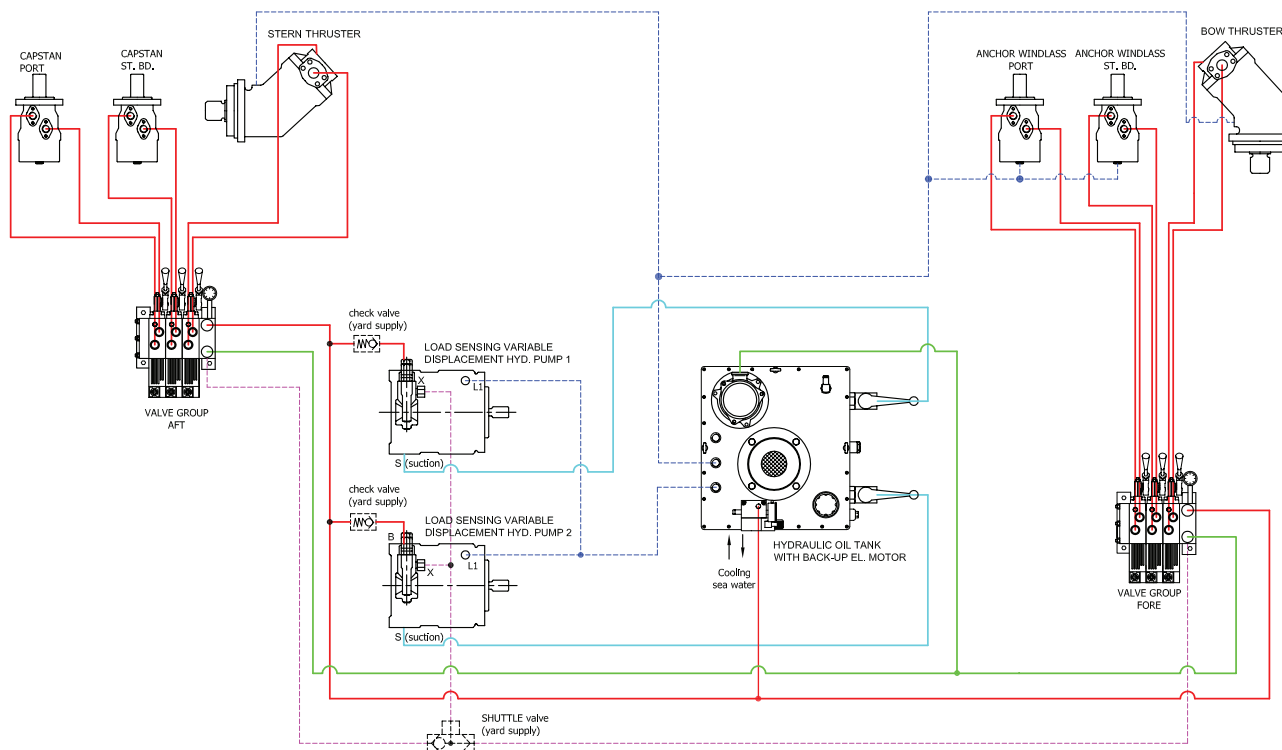 STERN THRUSTER
BOW THRUSTER
CAPSTAN
PORT
CAPSTAN
ST. BD.
ANCHOR WINDLASS
PORT
ANCHOR WINDLASS
ST. BD.
check valve
(yard supply)
LOAD SENSING VARIABLE
DISPLACEMENT HYD. PUMP 1
X
L1
VALVE GROUP
AFT
S (suction)
check valve
(yard supply)
LOAD SENSING VARIABLE
DISPLACEMENT HYD. PUMP 2
B
X
L1
S (suction)
HYDRAULIC OIL TANK
WITH BACK-UP EL. MOTOR
Cooling
sea water
VALVE GROUP
FORE
SHUTTLE valve
(yard supply)